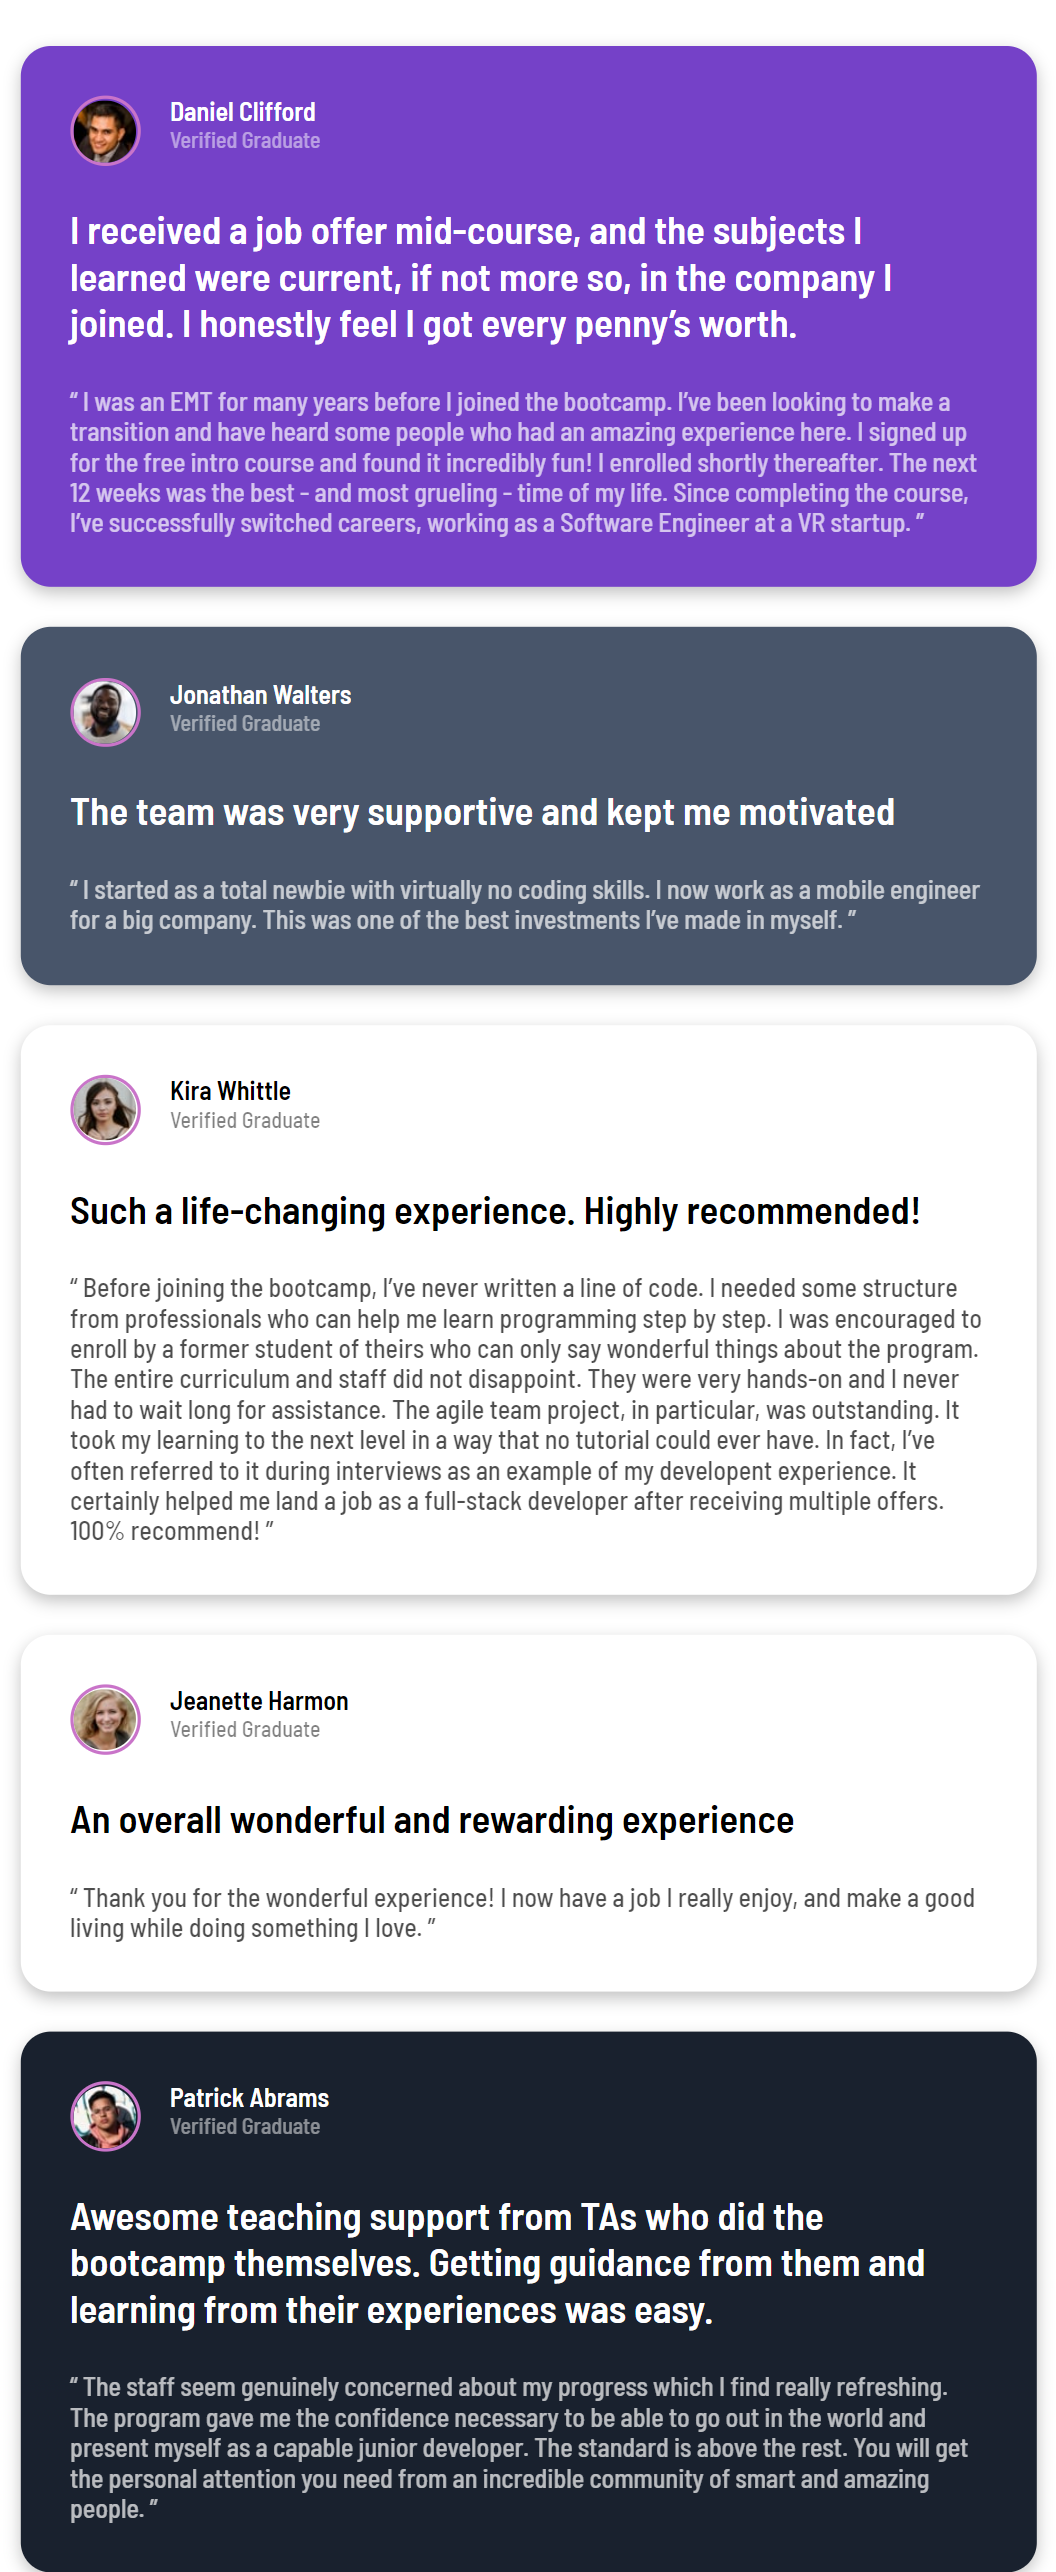 Daniel Clifford
Verified Graduate
I received a job offer mid-course, and the subjects I
learned were current, if not more so, in the company I
joined. I honestly feel I got every penny’s worth.
“ I was an EMT for many years before I joined the bootcamp. I’ve been looking to make a
transition and have heard some people who had an amazing experience here. I signed up
for the free intro course and found it incredibly fun! I enrolled shortly thereafter. The next
12 weeks was the best - and most grueling - time of my life. Since completing the course,
I’ve successfully switched careers, working as a Software Engineer at a VR startup. ”
Jonathan Walters
Verified Graduate
The team was very supportive and kept me motivated
“ I started as a total newbie with virtually no coding skills. I now work as a mobile engineer
for a big company. This was one of the best investments I’ve made in myself. ”
Kira Whittle
Verified Graduate
Such a life-changing experience. Highly recommended!
“ Before joining the bootcamp, I’ve never written a line of code. I needed some structure
from professionals who can help me learn programming step by step. I was encouraged to
enroll by a former student of theirs who can only say wonderful things about the program.
The entire curriculum and staff did not disappoint. They were very hands-on and I never
had to wait long for assistance. The agile team project, in particular, was outstanding. It
took my learning to the next level in a way that no tutorial could ever have. In fact, I’ve
often referred to it during interviews as an example of my developent experience. It
certainly helped me land a job as a full-stack developer after receiving multiple offers.
100% recommend! ”
Jeanette Harmon
Verified Graduate
An overall wonderful and rewarding experience
“ Thank you for the wonderful experience! I now have a job I really enjoy, and make a good
living while doing something I love. ”
Patrick Abrams
Verified Graduate
Awesome teaching support from TAs who did the
bootcamp themselves. Getting guidance from them and
learning from their experiences was easy.
“ The staff seem genuinely concerned about my progress which I find really refreshing.
The program gave me the confidence necessary to be able to go out in the world and
present myself as a capable junior developer. The standard is above the rest. You will get
the personal attention you need from an incredible community of smart and amazing
people. ”